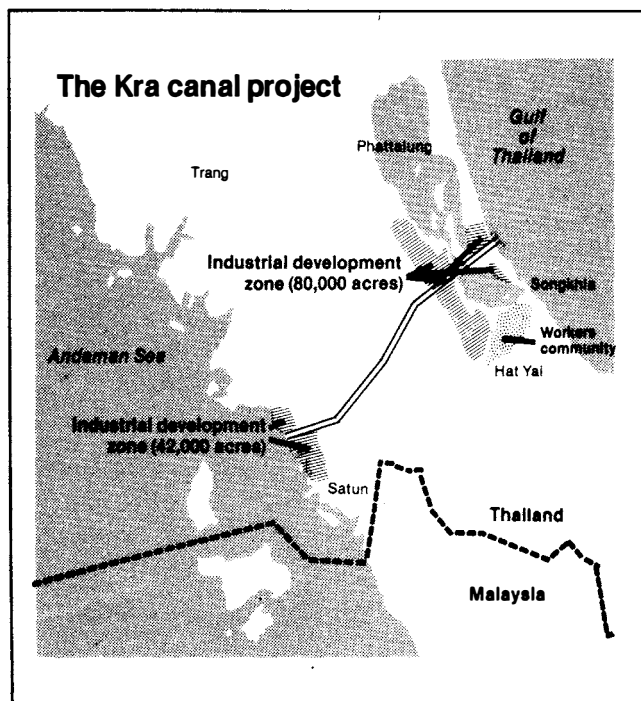 The Kra canal project
Gulf
of
Thailand
Phattalung
Trang
Industrial development
zone (80,000 acres)
Songkhla
Workers
community
Hat Yai
Andaman Sea
Industrial development
zone (42,000 acres)
Satun
Thailand
Malaysia